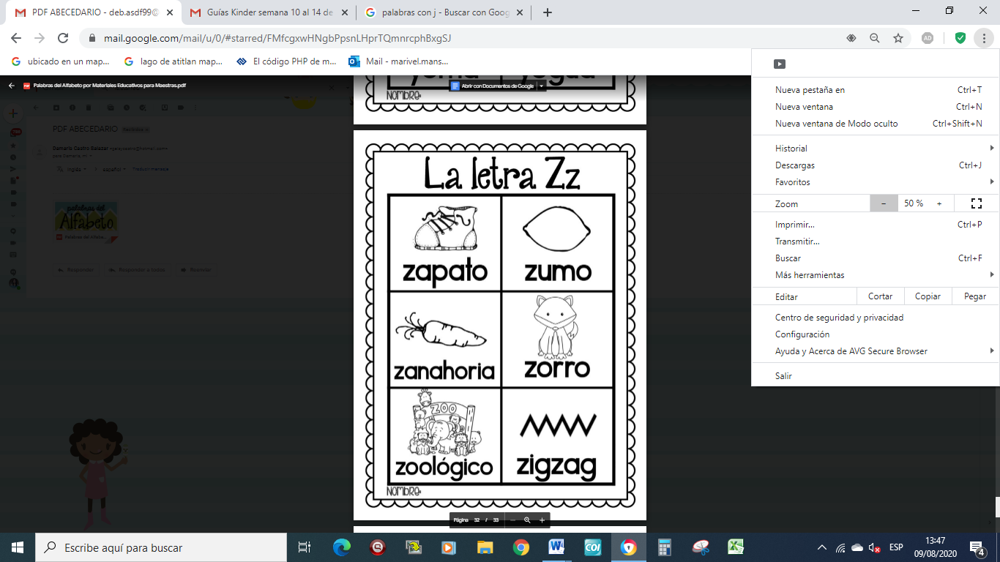 PDF ABECEDARIO - deb.asdf99@
Guías Kinder semana 10 al 14 de
palabras con j - Buscar con Goog
mail.google.com/mail/u/0/#starred/FMfcgxwHNgbPpsnLHprTQmnrcphBxgSJ
AD
ubicado en un map...
lago de atitlan map...
El código PHP de m...
Mail - marivel.mans...
Palabras del Alfabeto por Materiales Educativos para Maestras.pdf
Abrir con Documentos de Google
yoma yogua
Nombre:
PDF ABECEDARIO
Damaris Castro Salazar
inglés
español
Traducir mensaje
palabras del
Alfabeto
Palabras del Alfabe...
Responder
Responder a todos
Reenviar
La letra Zz
zapato
zumo
zanahoria
zorro
ZOO
zoológico
zigzag
Nombre:
Página 32 / 33
Nueva pestaña en Ctrl+T
Nueva ventana Ctrl+N
Nueva ventana de Modo oculto Ctrl+Shift+N
Historial
Descargas Ctrl+J
Favoritos
Zoom − 50 % +
Imprimir... Ctrl+P
Transmitir...
Buscar Ctrl+F
Más herramientas
Editar Cortar Copiar Pegar
Centro de seguridad y privacidad
Configuración
Ayuda y Acerca de AVG Secure Browser
Salir
Escribe aquí para buscar
COI
ESP
13:47
09/08/2020
4